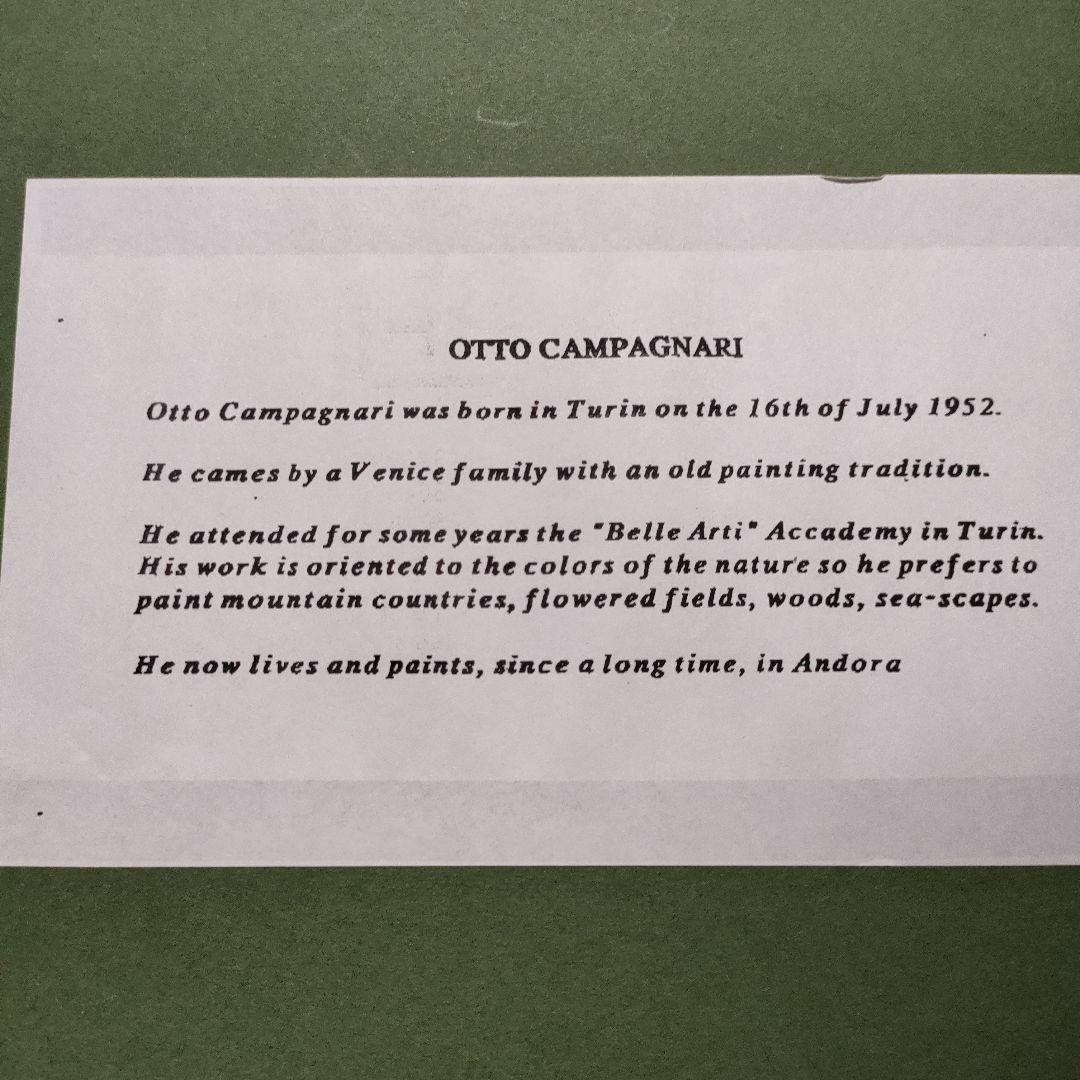 OTTO CAMPAGNARI
Otto Campagnari was born in Turin on the 16th of July 1952.
He cames by a Venice family with an old painting tradition.
He attended for some years the "Belle Arti" Accademy in Turin.
His work is oriented to the colors of the nature so he prefers to
paint mountain countries, flowered fields, woods, sea-scapes.
He now lives and paints, since a long time, in Andora